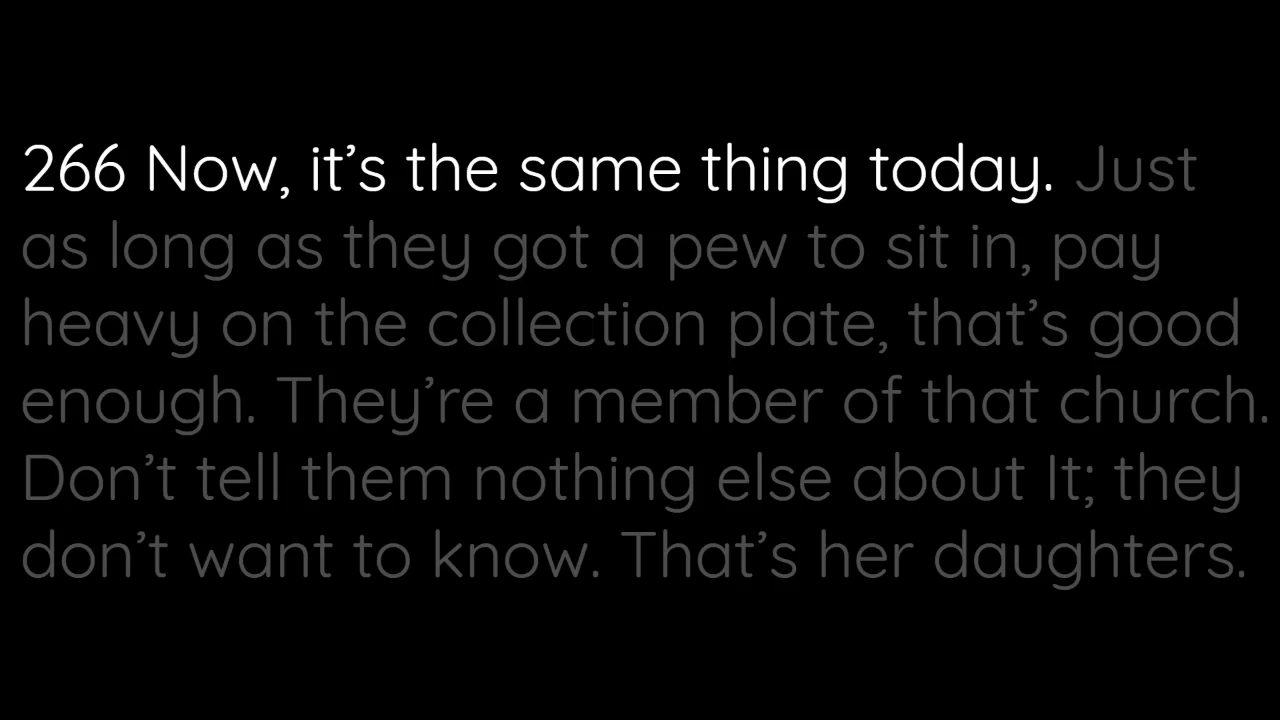 266 Now, it’s the same thing today. Just
as long as they got a pew to sit in, pay
heavy on the collection plate, that’s good
enough. They’re a member of that church.
Don’t tell them nothing else about It; they
don’t want to know. That’s her daughters.